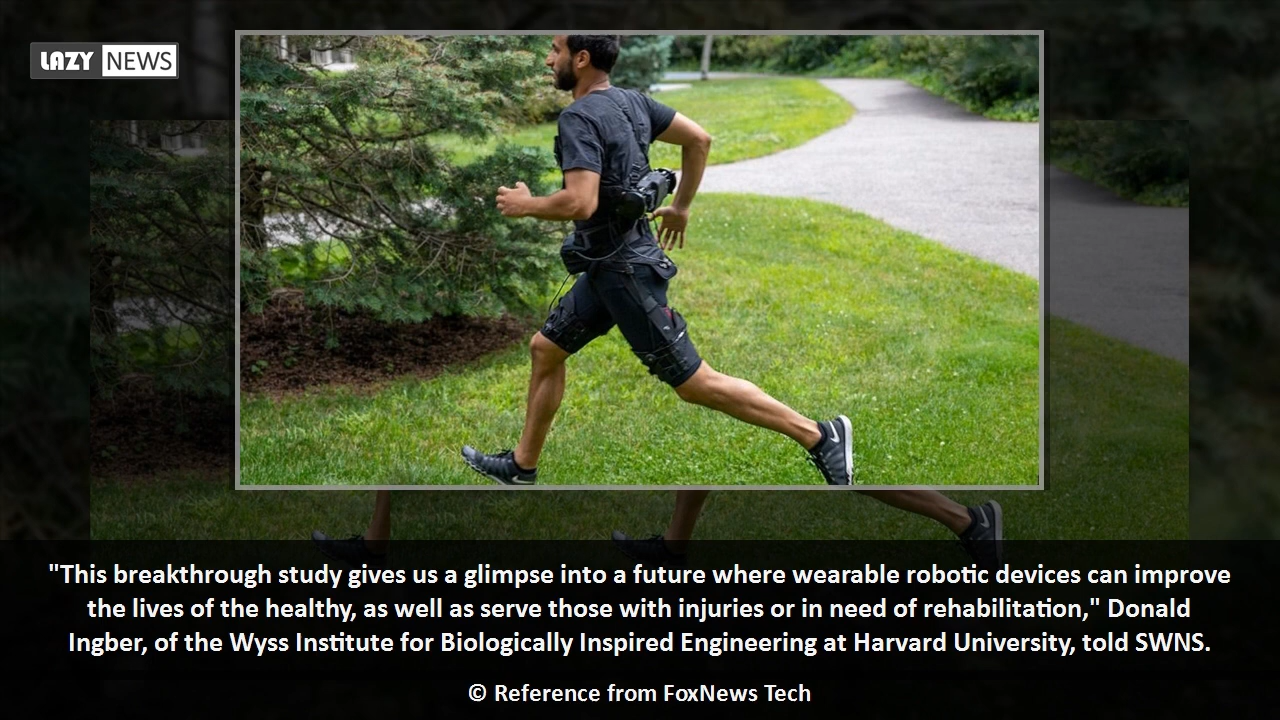 LAZY NEWS
"This breakthrough study gives us a glimpse into a future where wearable robotic devices can improve
the lives of the healthy, as well as serve those with injuries or in need of rehabilitation," Donald
Ingber, of the Wyss Institute for Biologically Inspired Engineering at Harvard University, told SWNS.
© Reference from FoxNews Tech